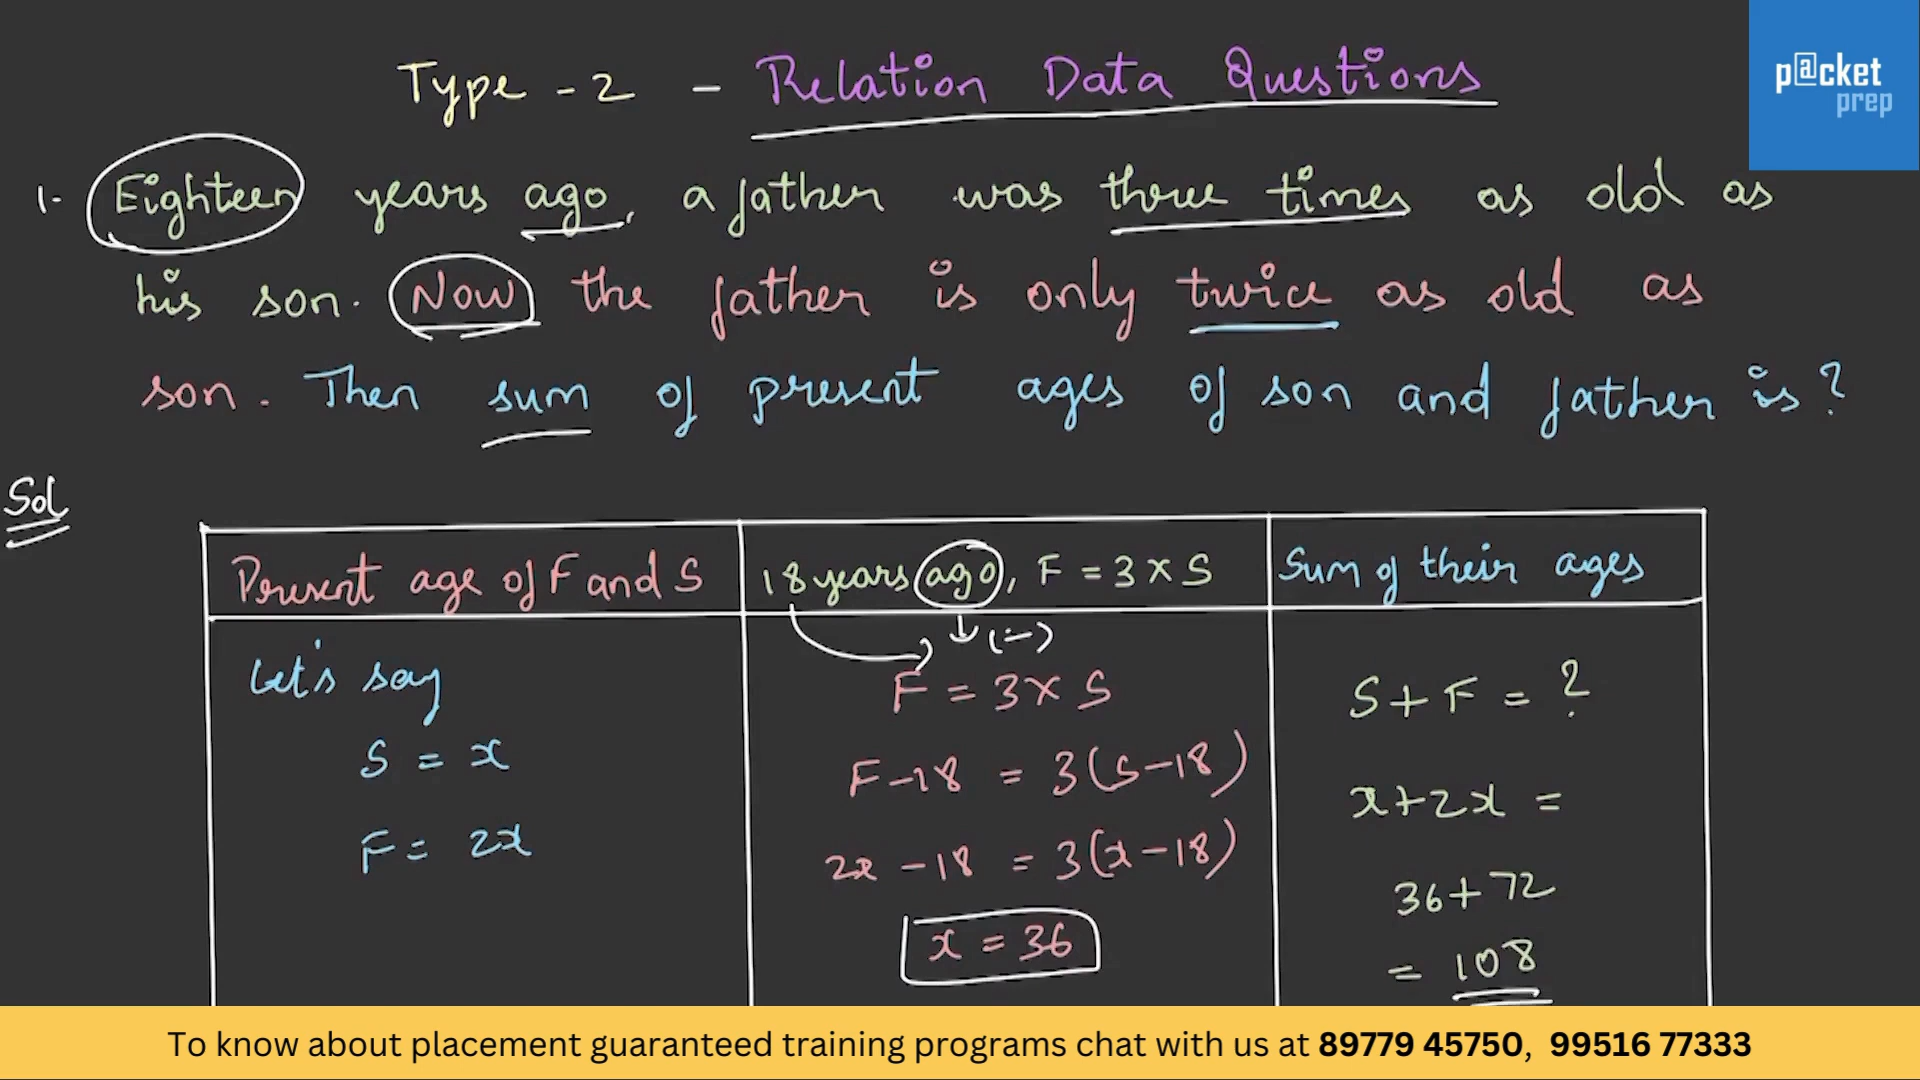 Type - 2 - Relation Data Questions
p@cket
prep
1. Eighteen years ago, a father was three times as old as
his son. Now the father is only twice as old as
son. Then sum of present ages of son and father is?
Sol
Present age of F and S
18 years ago, F = 3 × S
Sum of their ages
Let's say
S = x
F = 2x
(-)
F = 3 × S
F-18 = 3(S-18)
2x - 18 = 3(x-18)
x = 36
S + F = ?
x + 2x =
36 + 72
= 108
To know about placement guaranteed training programs chat with us at 89779 45750, 99516 77333